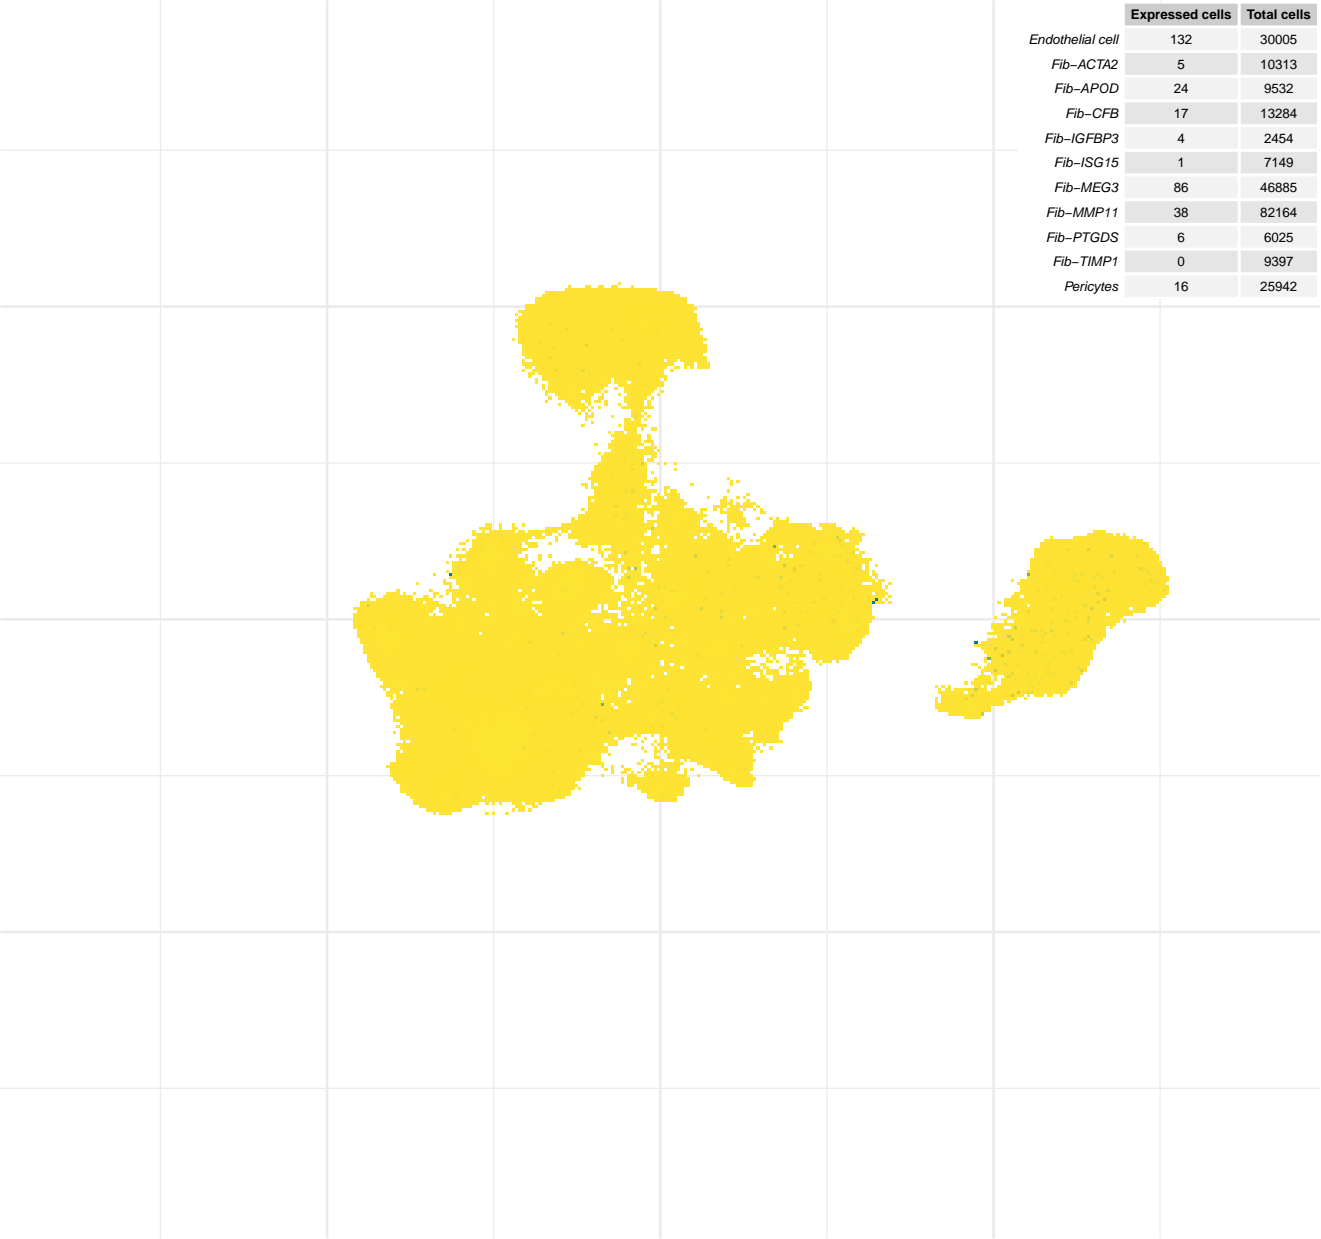 Expressed cells Total cells
Endothelial cell 132 30005
Fib−ACTA2 5 10313
Fib−APOD 24 9532
Fib−CFB 17 13284
Fib−IGFBP3 4 2454
Fib−ISG15 1 7149
Fib−MEG3 86 46885
Fib−MMP11 38 82164
Fib−PTGDS 6 6025
Fib−TIMP1 0 9397
Pericytes 16 25942